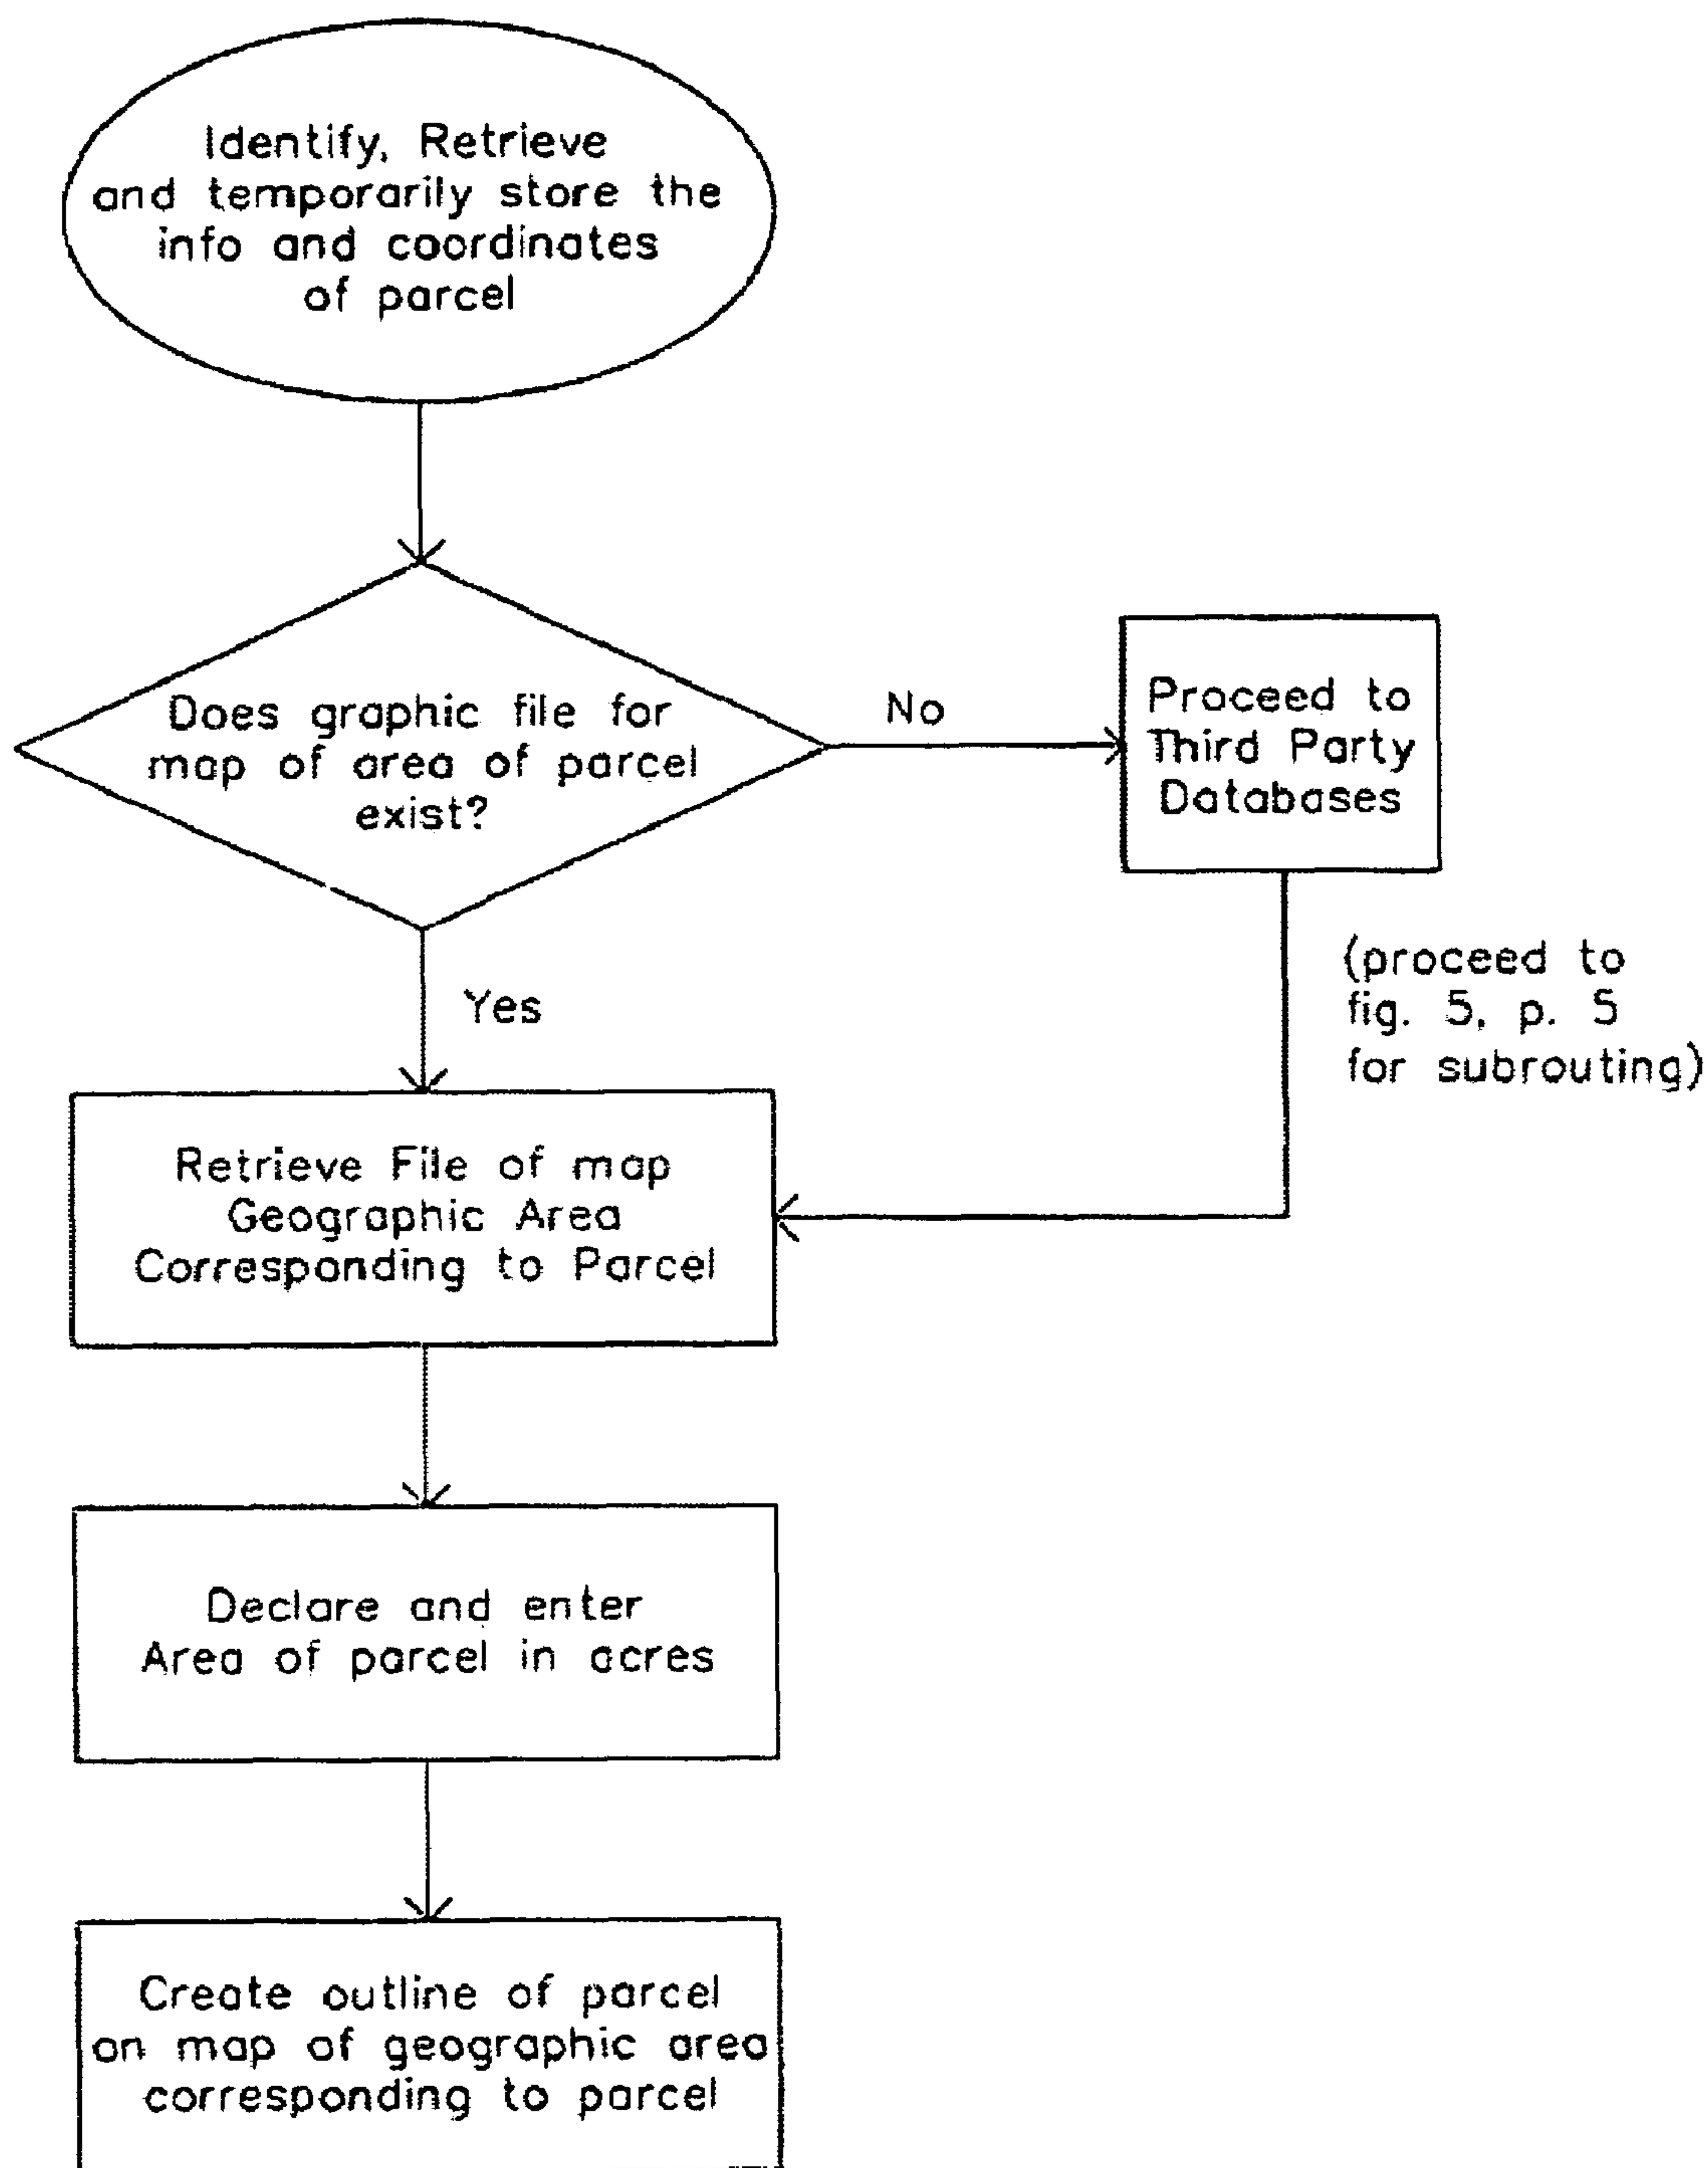 Identify, Retrieve
and temporarily store the
info and coordinates
of parcel
Does graphic file for
map of area of parcel
exist?
No
Proceed to
Third Party
Databases
(proceed to
fig. 5, p. 5
for subrouting)
Yes
Retrieve File of map
Geographic Area
Corresponding to Parcel
Declare and enter
Area of parcel in acres
Create outline of parcel
on map of geographic area
corresponding to parcel